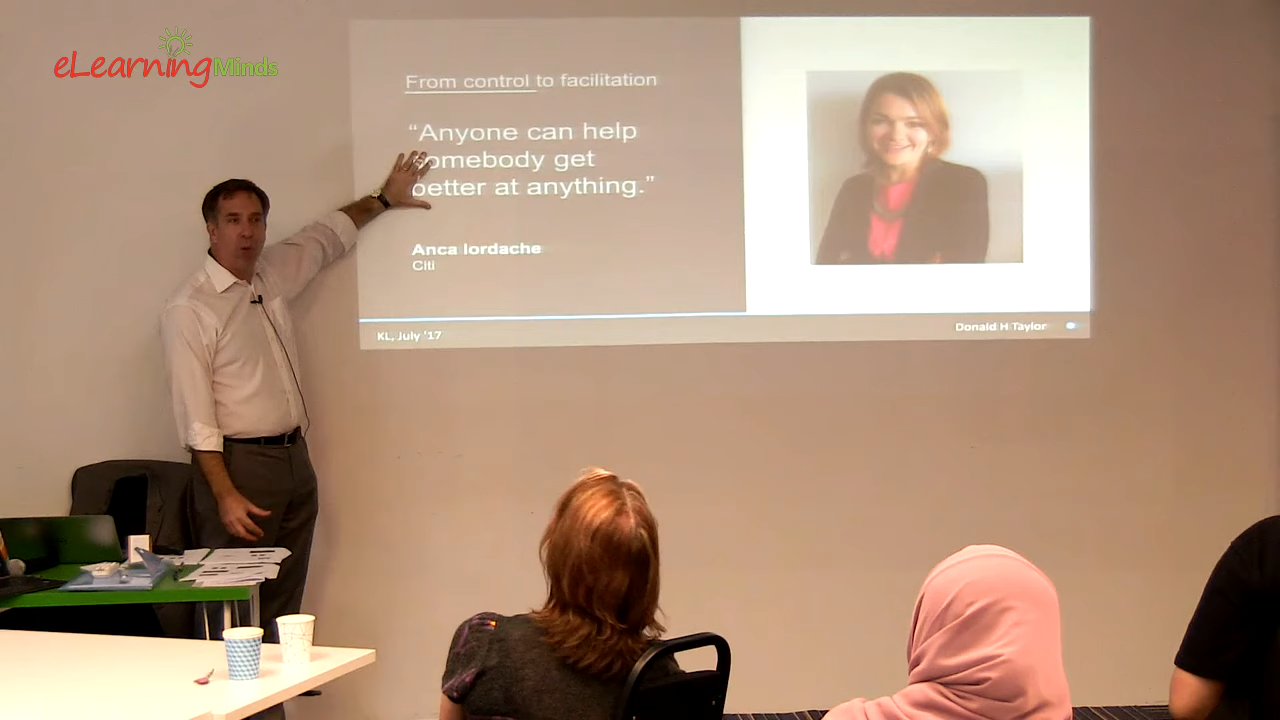 eLearningMinds
From control to facilitation
“Anyone can help
somebody get
better at anything.”
Anca Iordache
Citi
KL, July '17
Donald H Taylor